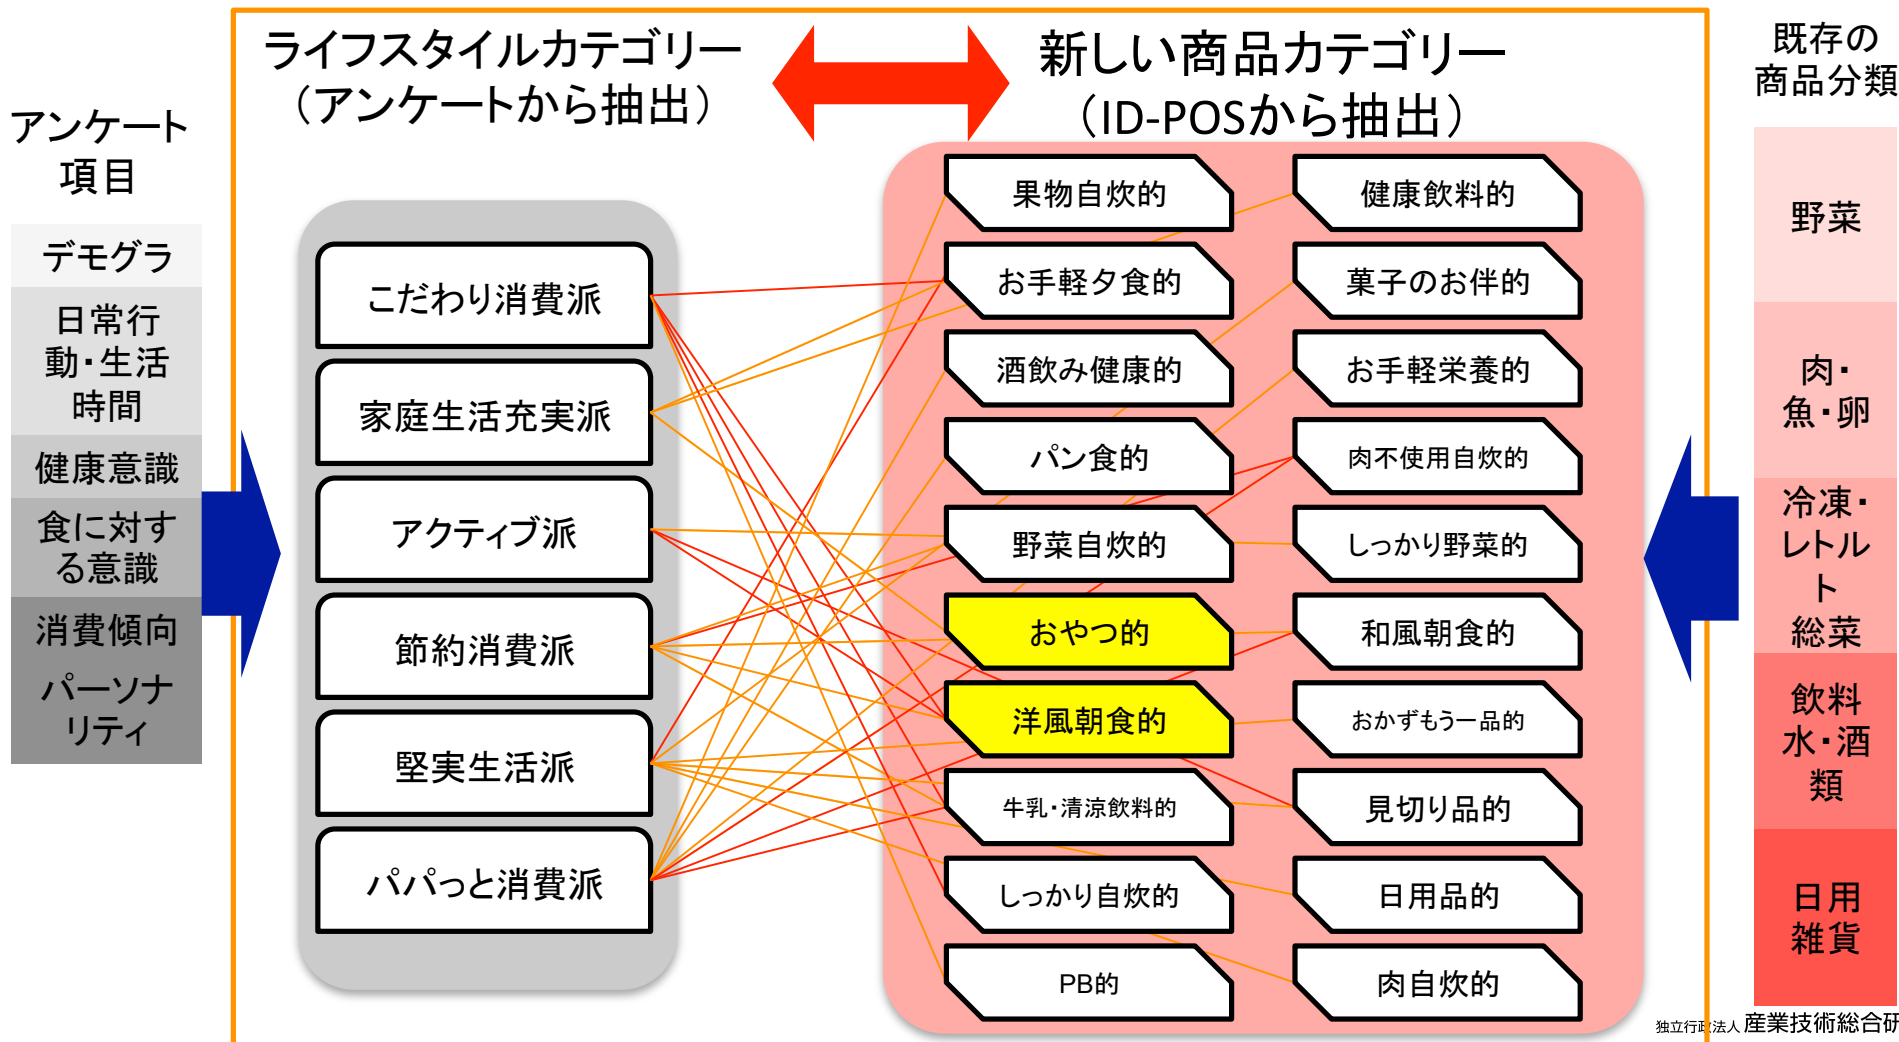 ライフスタイルカテゴリー
（アンケートから抽出）
新しい商品カテゴリー
（ID-POSから抽出）
既存の
商品分類
アンケート
項目
デモグラ
日常行
動・生活
時間
健康意識
食に対す
る意識
消費傾向
パーソナ
リティ
こだわり消費派
家庭生活充実派
アクティブ派
節約消費派
堅実生活派
パパっと消費派
果物自炊的
お手軽夕食的
酒飲み健康的
パン食的
野菜自炊的
おやつ的
洋風朝食的
牛乳・清涼飲料的
しっかり自炊的
PB的
健康飲料的
菓子のお伴的
お手軽栄養的
肉不使用自炊的
しっかり野菜的
和風朝食的
おかずもう一品的
見切り品的
日用品的
肉自炊的
野菜
肉・
魚・卵
冷凍・
レトル
ト
総菜
飲料
水・酒
類
日用
雑貨
独立行政法人 産業技術総合研